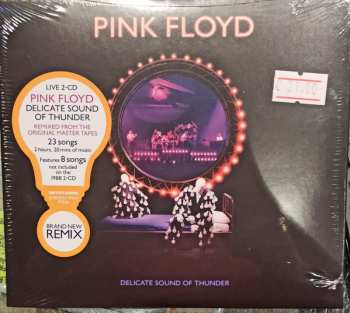 PINK FLOYD
LIVE 2-CD
PINK FLOYD
DELICATE SOUND
OF THUNDER
REMIXED FROM THE
ORIGINAL MASTER TAPES
23 songs
2 hours, 20 mins of music
Features 8 songs
not included
on the
1988 2-CD
BRAND NEW
REMIX
DELICATE SOUND OF THUNDER